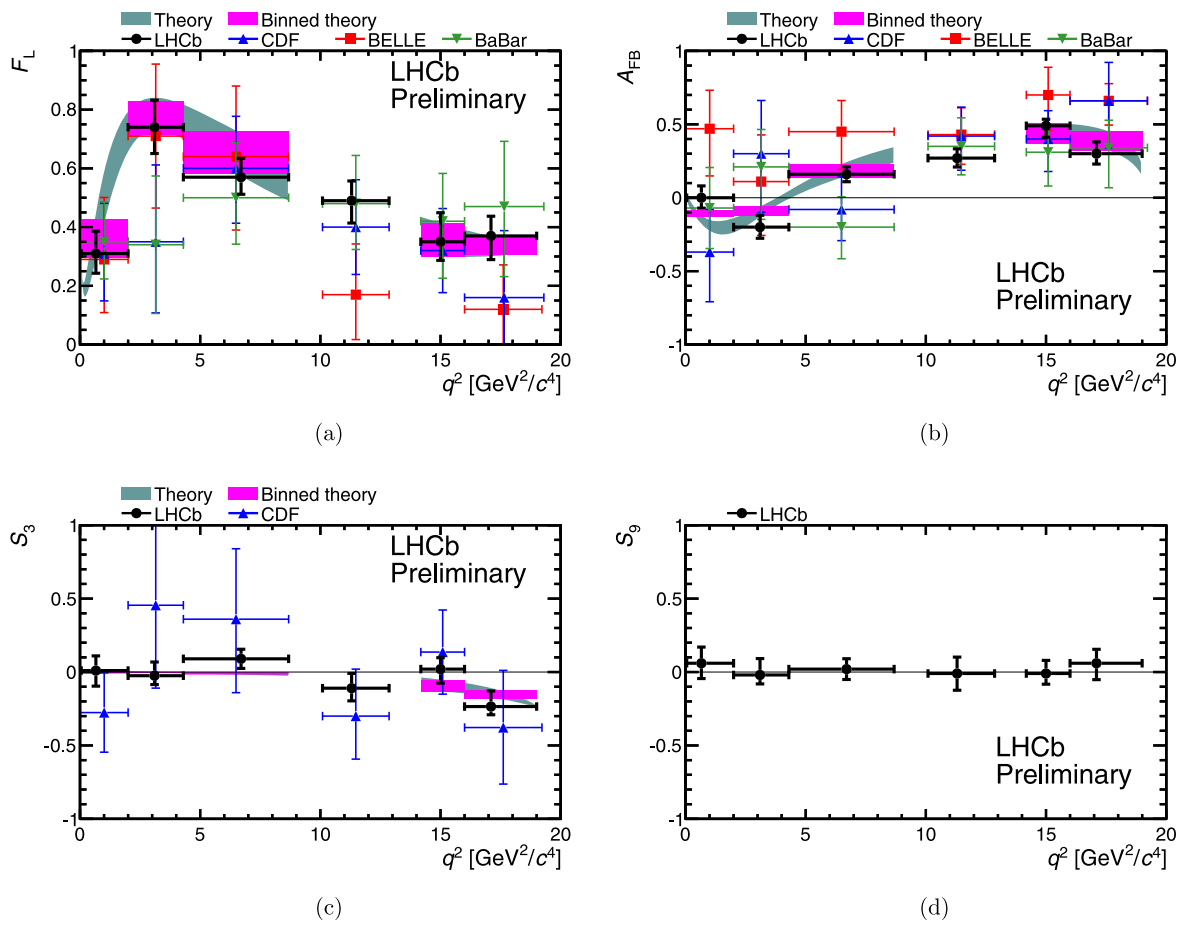 Theory Binned theory
LHCb CDF BELLE BaBar
F_L
1
0.8
0.6
0.4
0.2
0
LHCb
Preliminary
0 5 10 15 20
q² [GeV²/c⁴]
(a)
Theory Binned theory
LHCb CDF BELLE BaBar
A_FB
1
0.5
0
-0.5
-1
LHCb
Preliminary
0 5 10 15 20
q² [GeV²/c⁴]
(b)
Theory Binned theory
LHCb CDF
S_3
1
0.5
0
-0.5
-1
LHCb
Preliminary
0 5 10 15 20
q² [GeV²/c⁴]
(c)
LHCb
S_9
1
0.5
0
-0.5
-1
LHCb
Preliminary
0 5 10 15 20
q² [GeV²/c⁴]
(d)